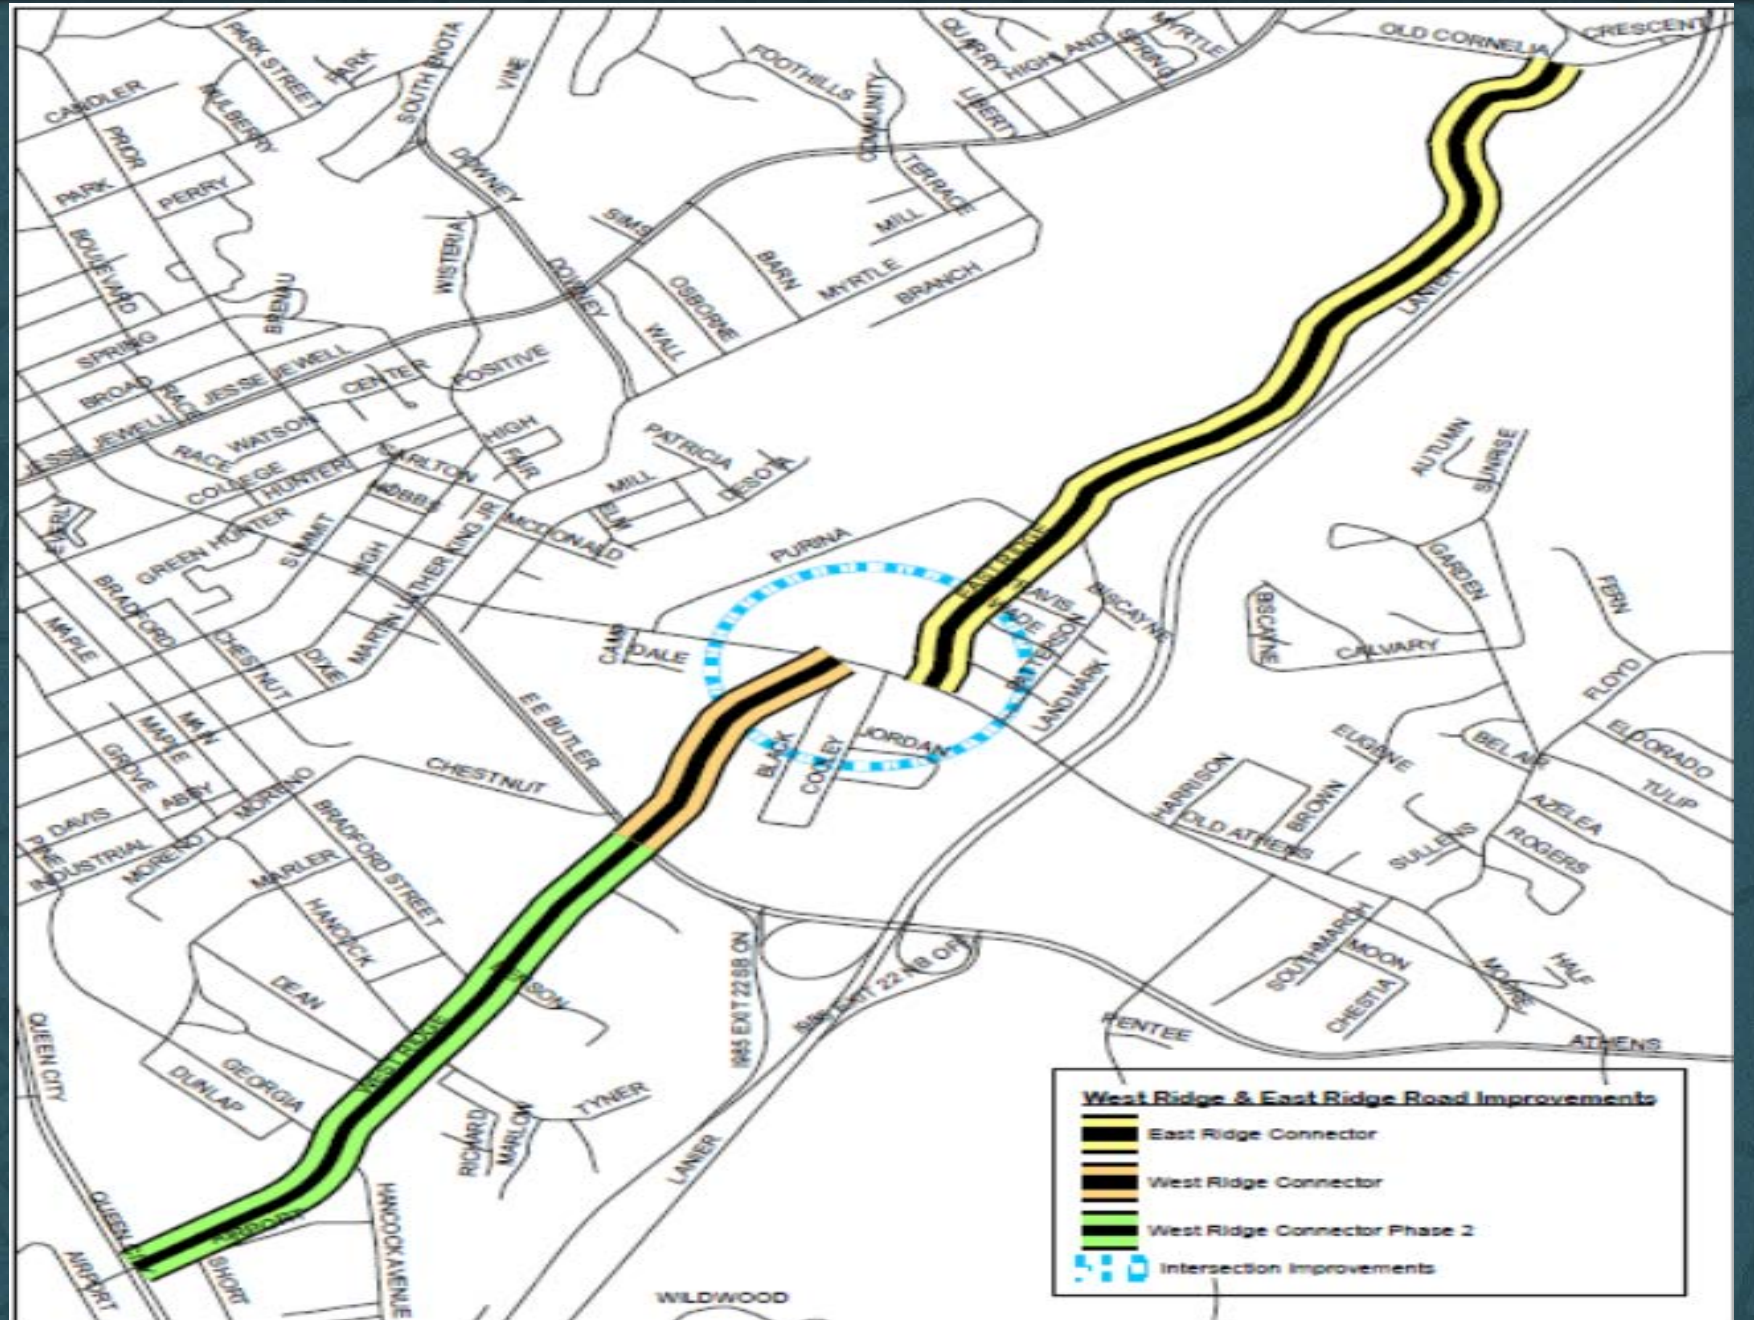 OLD CORNELIA
CRESCENT
QUARRY
HIGHLAND
SPRING
MYRTLE
LIBERTY
PARK STREET
PARK
SOUTH ENOTA
VINE
FOOTHILLS
COMMUNITY
CANDLER
MULBERRY
PRIOR
DOWNEY
TERRACE
PARK
PERRY
MILL
SIMS
WISTERIA
BOULEVARD
DOWNEY
BARN
MYRTLE
BRANCH
LANIER
BRENAU
OSBORNE
WALL
SPRING
JESSE JEWELL
CENTER
POSITIVE
BROAD
RACE
JESSE JEWELL
WATSON
RACE
COLLEGE
HUNTER
CARLTON
HIGH
FAIR
PATRICIA
DESOTA
MILL
ELM
AUTUMN
SUNRISE
HOBBS
MCDONALD
GREEN HUNTER
SUMMIT
HIGH
MARTIN LUTHER KING JR
PURINA
EAST RIDGE
DAVIS
BISCAYNE
PATTERSON
LANDMARK
BISCAYNE
GARDEN
FERN
CALVARY
BRADFORD
MAPLE
CHESTNUT
DIXIE
CAMP
DALE
FLOYD
E E BUTLER
MAIN
MAPLE
GROVE
ABBY
BLACK
COOLEY
JORDAN
EUGENE
BEL AIR
ELDORADO
TULIP
CHESTNUT
HARRISON
BROWN
OLD ATHENS
AZELEA
SULLENS
ROGERS
MORENO
BRADFORD STREET
DAVIS
PINE
INDUSTRIAL
MORENO
MARLER
HANCOCK
SOUTHMARCH
MOON
CHESTIA
MOORE
HALF
I985 EXIT 22 SB ON
DEAN
WEST RIDGE
QUEEN CITY
PENTEE
ATHENS
GEORGIA
DUNLAP
TYNER
RICHARD
MARLOW
LANIER
AIRPORT
HANCOCK AVENUE
AIRPORT
SHORT
WILDWOOD
West Ridge & East Ridge Road Improvements
East Ridge Connector
West Ridge Connector
West Ridge Connector Phase 2
Intersection Improvements